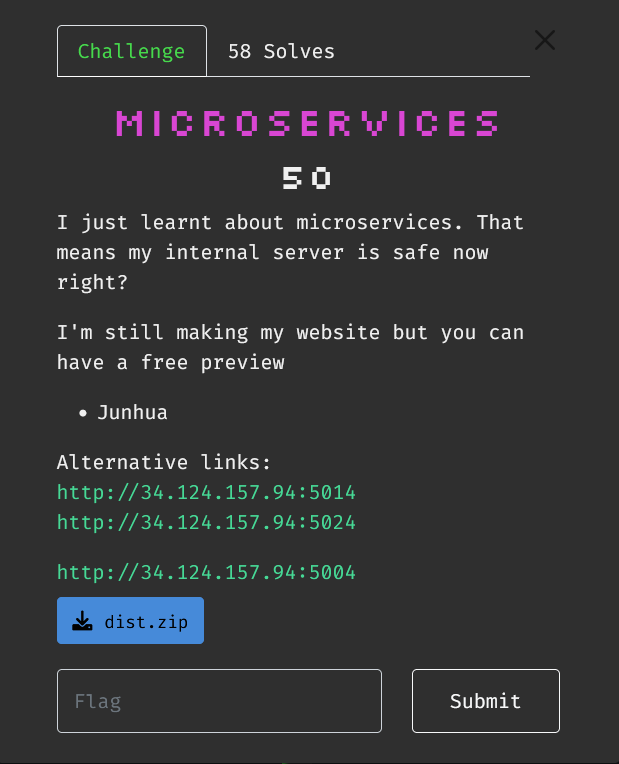 Challenge
58 Solves
MICROSERVICES
50
I just learnt about microservices. That
means my internal server is safe now
right?
I'm still making my website but you can
have a free preview
• Junhua
Alternative links:
http://34.124.157.94:5014
http://34.124.157.94:5024
http://34.124.157.94:5004
dist.zip
Flag
Submit